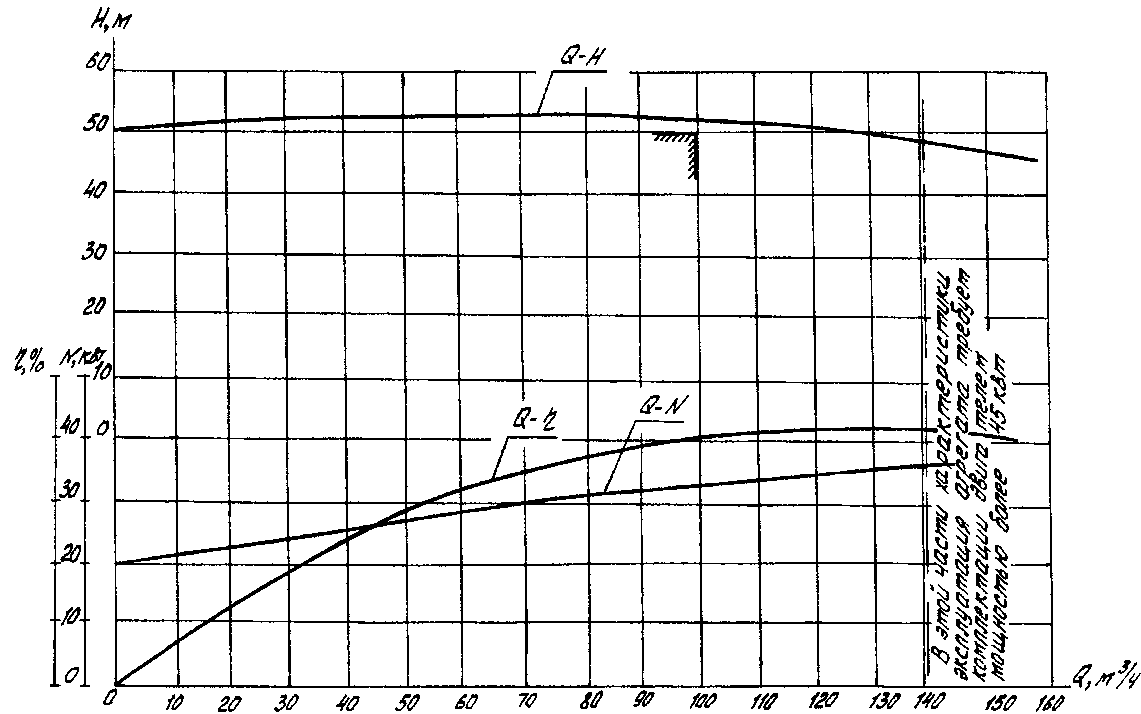 H, м
60
Q-H
50
40
30
20
η,% N,кВт 10
Q-η Q-N
40 0
30
20
10
0
0 10 20 30 40 50 60 70 80 90 100 110 120 130 140 150 160 Q, м³/ч
В этой части характеристики
эксплуатация агрегата требует
комплектации двигателем
мощностью более 45 кВт